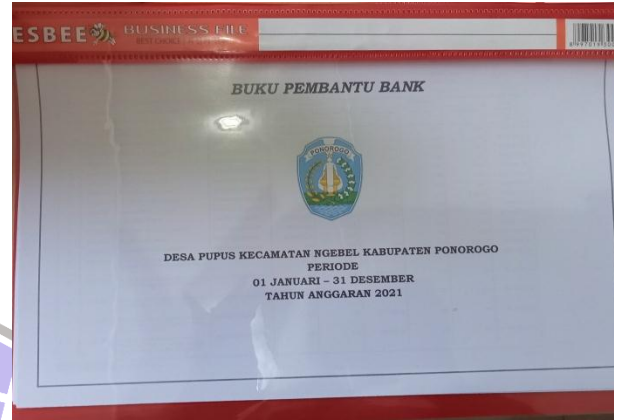 ESBEE BUSINESS FILE
BUKU PEMBANTU BANK
PONOROGO
DESA PUPUS KECAMATAN NGEBEL KABUPATEN PONOROGO
PERIODE
01 JANUARI – 31 DESEMBER
TAHUN ANGGARAN 2021